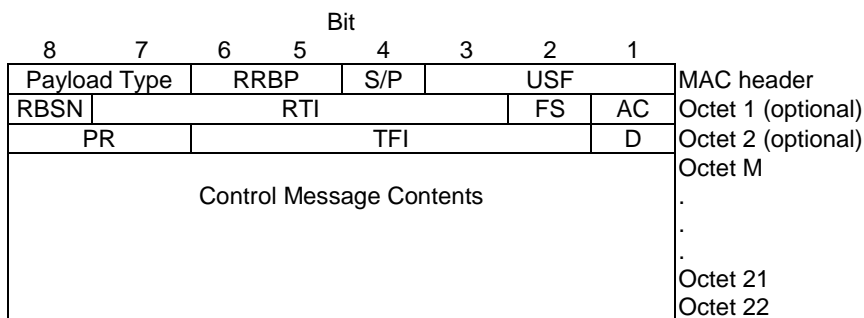 Bit
8 7 6 5 4 3 2 1
Payload Type RRBP S/P USF MAC header
RBSN RTI FS AC Octet 1 (optional)
PR TFI D Octet 2 (optional)
Octet M
Control Message Contents .
.
.
Octet 21
Octet 22